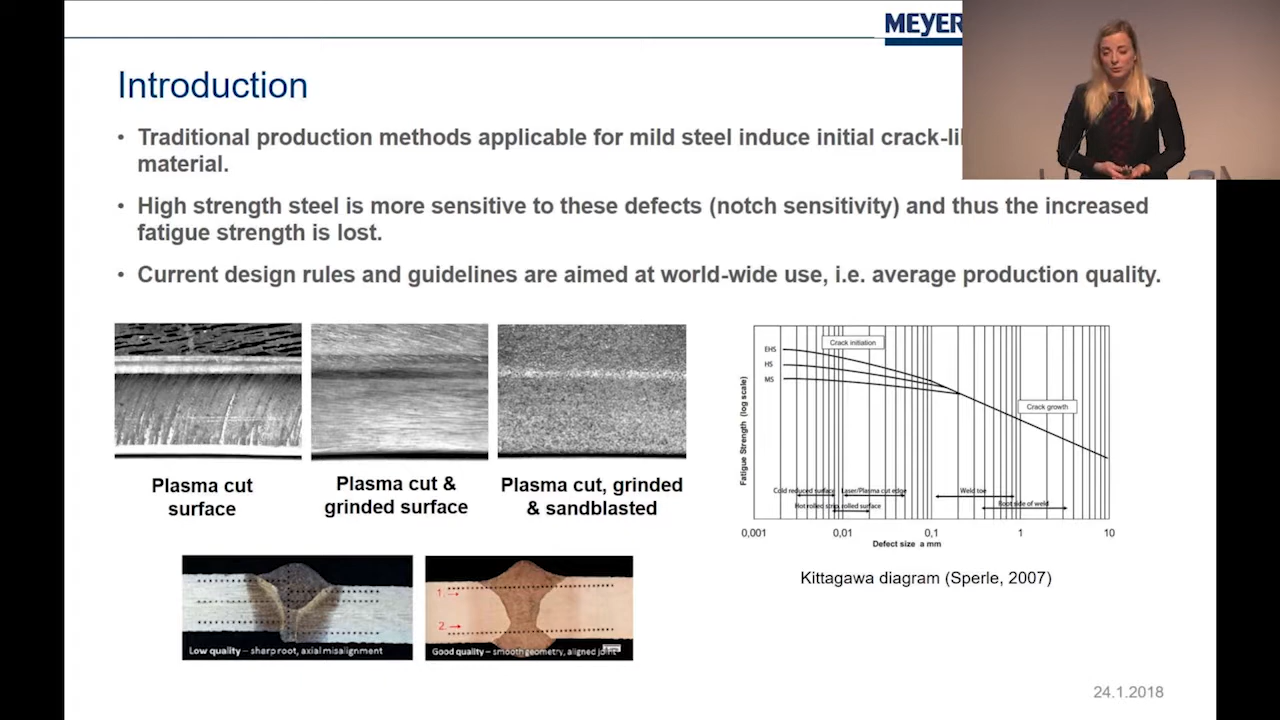 MEYER
Introduction
• Traditional production methods applicable for mild steel induce initial
material.
• High strength steel is more sensitive to these defects (notch sensitivity) and thus the increased
fatigue strength is lost.
• Current design rules and guidelines are aimed at world-wide use, i.e. average production quality.
Plasma cut
surface
Plasma cut &
grinded surface
Plasma cut, grinded
& sandblasted
Fatigue Strength (log scale)
EHS
HS
MS
Crack initiation
Crack growth
Cold reduced surface
Laser/Plasma cut edge
Weld toe
Hot rolled strip, rolled surface
Root side of weld
0,001 0,01 0,1 1 10
Defect size a mm
Kittagawa diagram (Sperle, 2007)
Low quality – sharp root, axial misalignment
1.
2.
Good quality – smooth geometry, aligned joint
24.1.2018